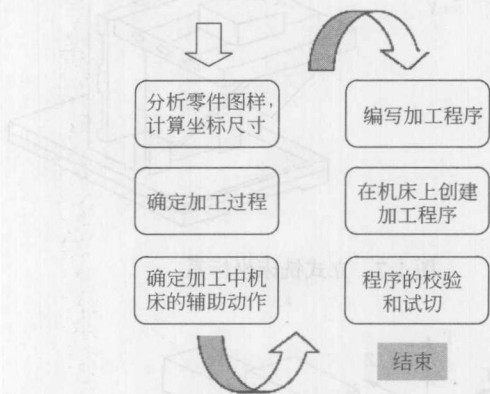 分析零件图样，
计算坐标尺寸
确定加工过程
确定加工中机
床的辅助动作
编写加工程序
在机床上创建
加工程序
程序的校验
和试切
结束